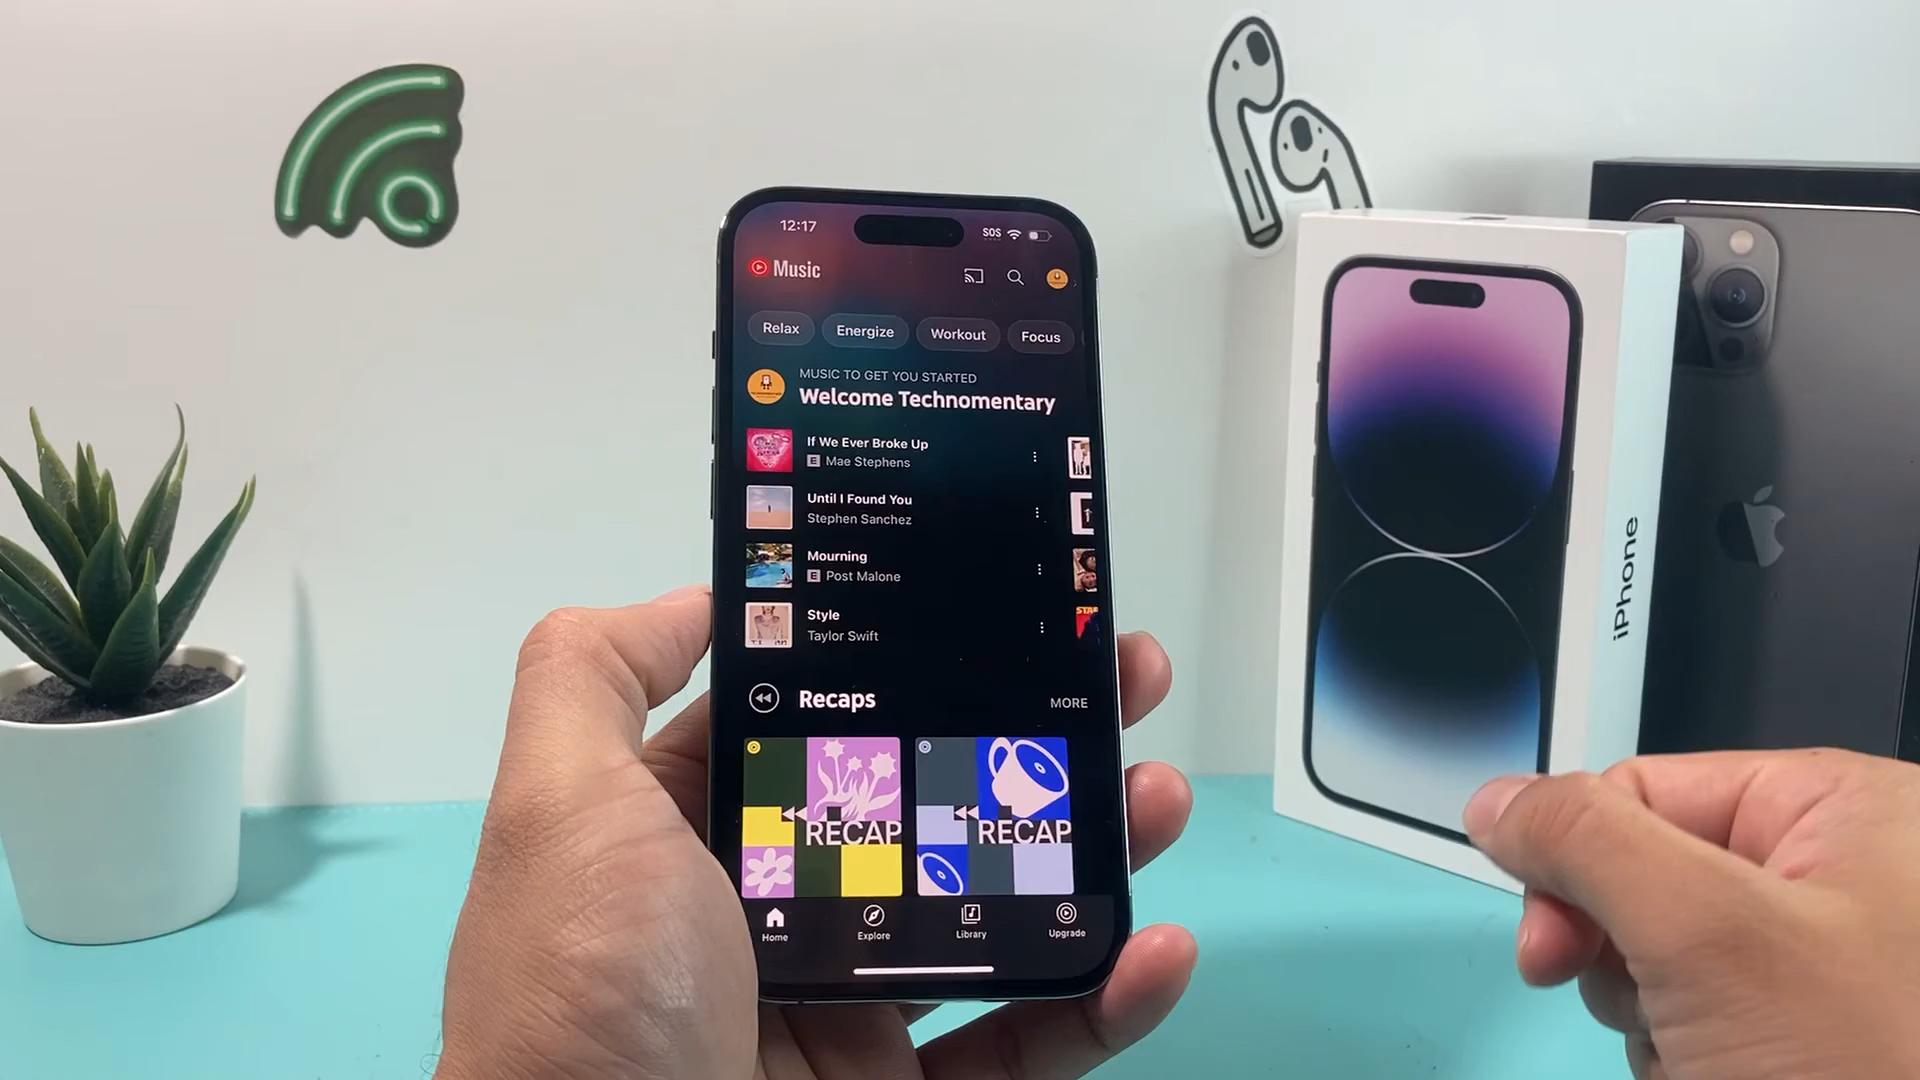 12:17
SOS
Music
Relax
Energize
Workout
Focus
MUSIC TO GET YOU STARTED
Welcome Technomentary
If We Ever Broke Up
E Mae Stephens
Until I Found You
Stephen Sanchez
Mourning
E Post Malone
Style
Taylor Swift
Recaps
MORE
RECAP
RECAP
Home
Explore
Library
Upgrade
iPhone